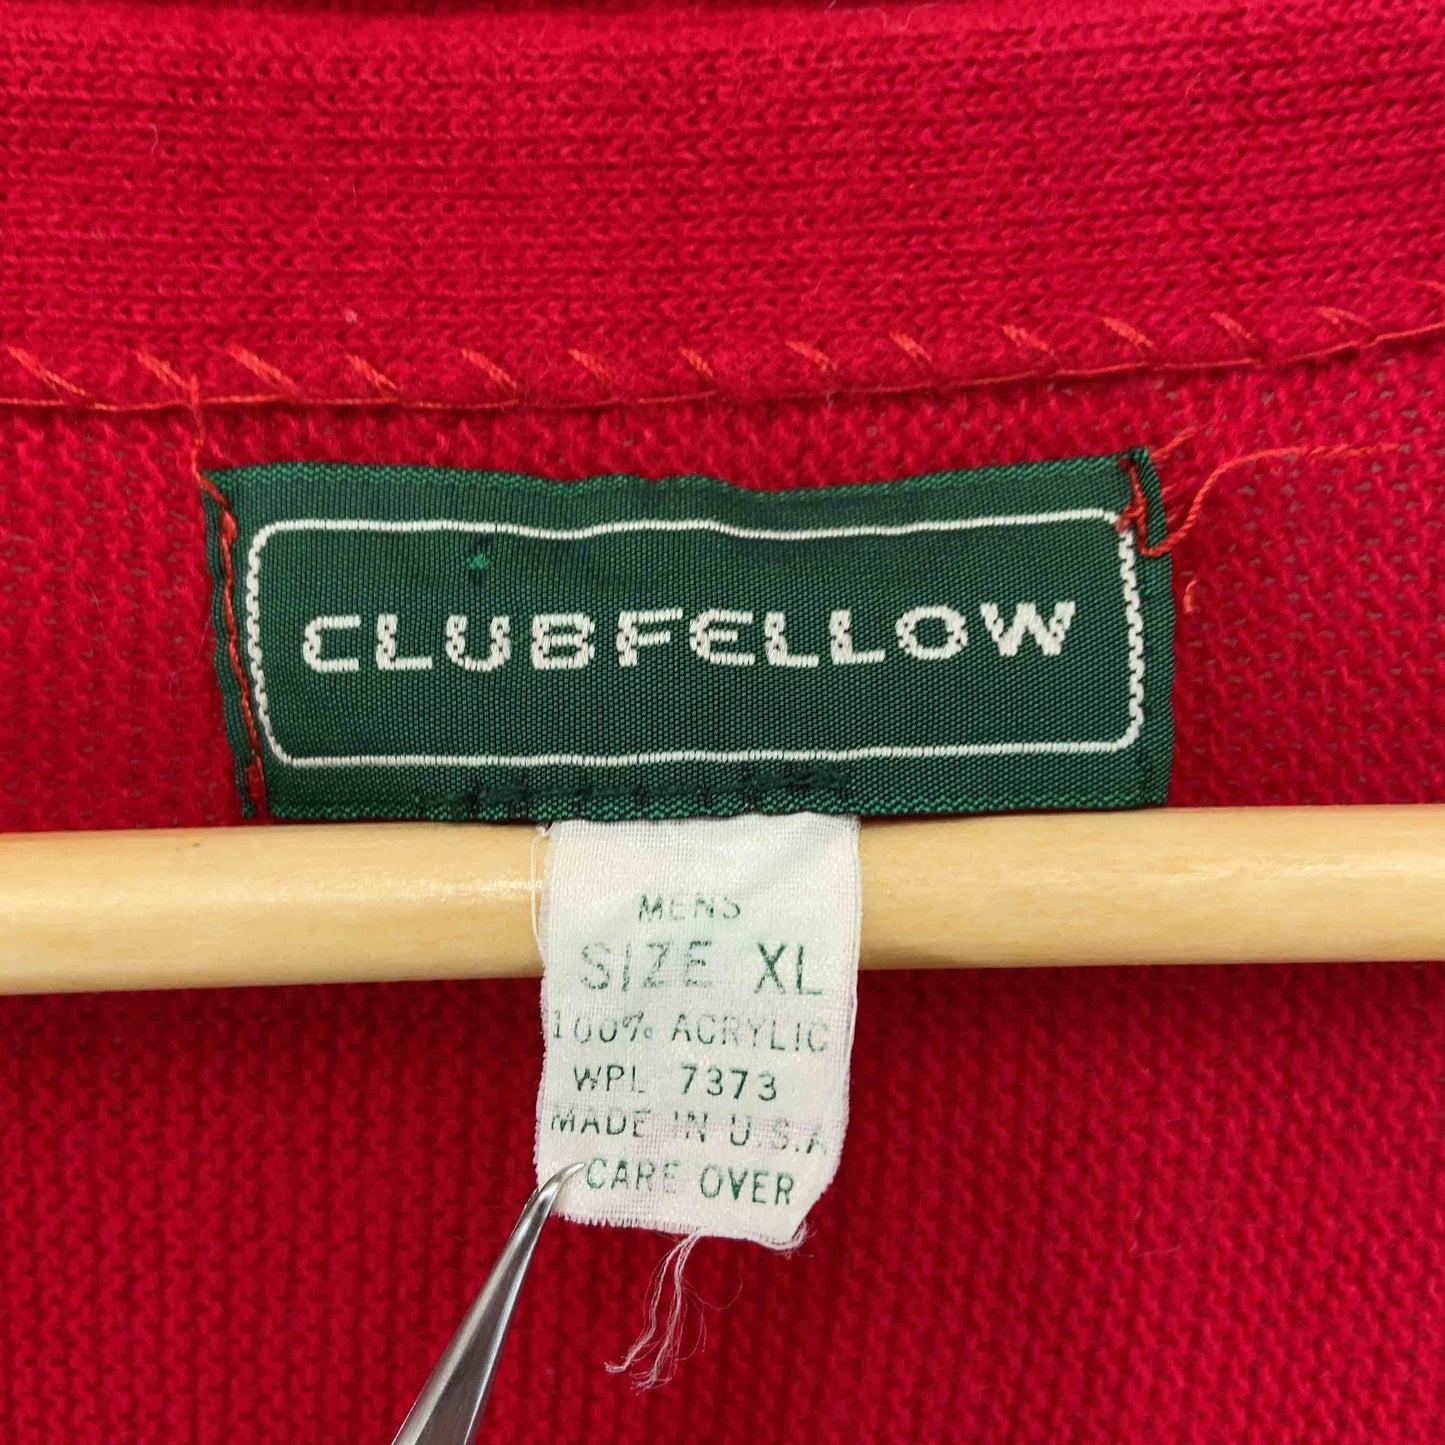 CLUBFELLOW
MENS
SIZE XL
100% ACRYLIC
WPL 7373
MADE IN U.S.A
CARE OVER